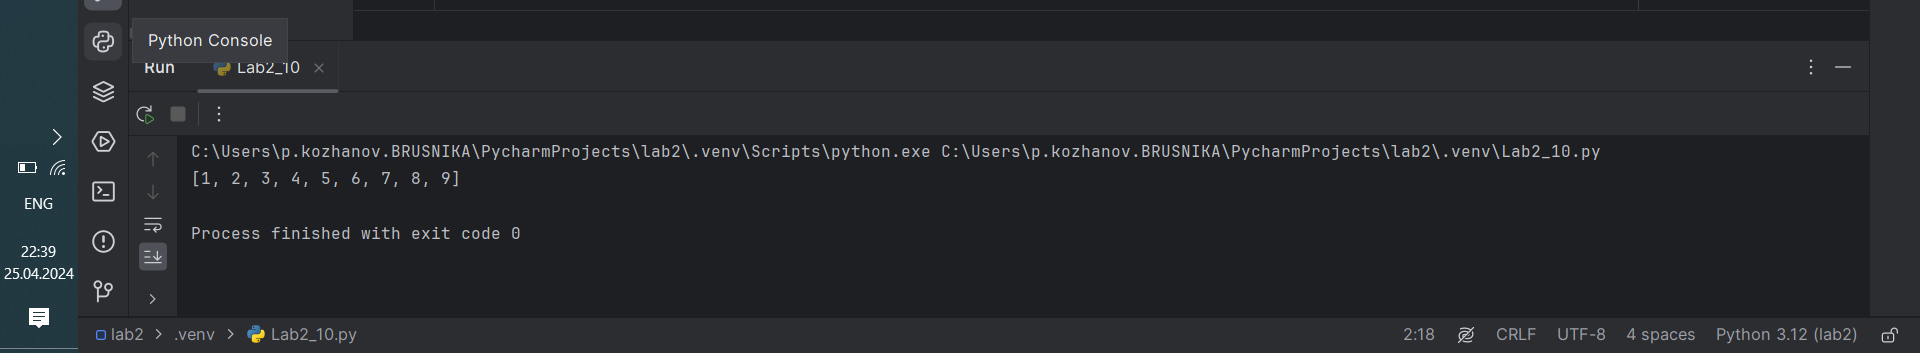 Python Console
Run Lab2_10
C:\Users\p.kozhanov.BRUSNIKA\PycharmProjects\lab2\.venv\Scripts\python.exe C:\Users\p.kozhanov.BRUSNIKA\PycharmProjects\lab2\.venv\Lab2_10.py
[1, 2, 3, 4, 5, 6, 7, 8, 9]
Process finished with exit code 0
ENG
22:39
25.04.2024
lab2 > .venv > Lab2_10.py 2:18 CRLF UTF-8 4 spaces Python 3.12 (lab2)